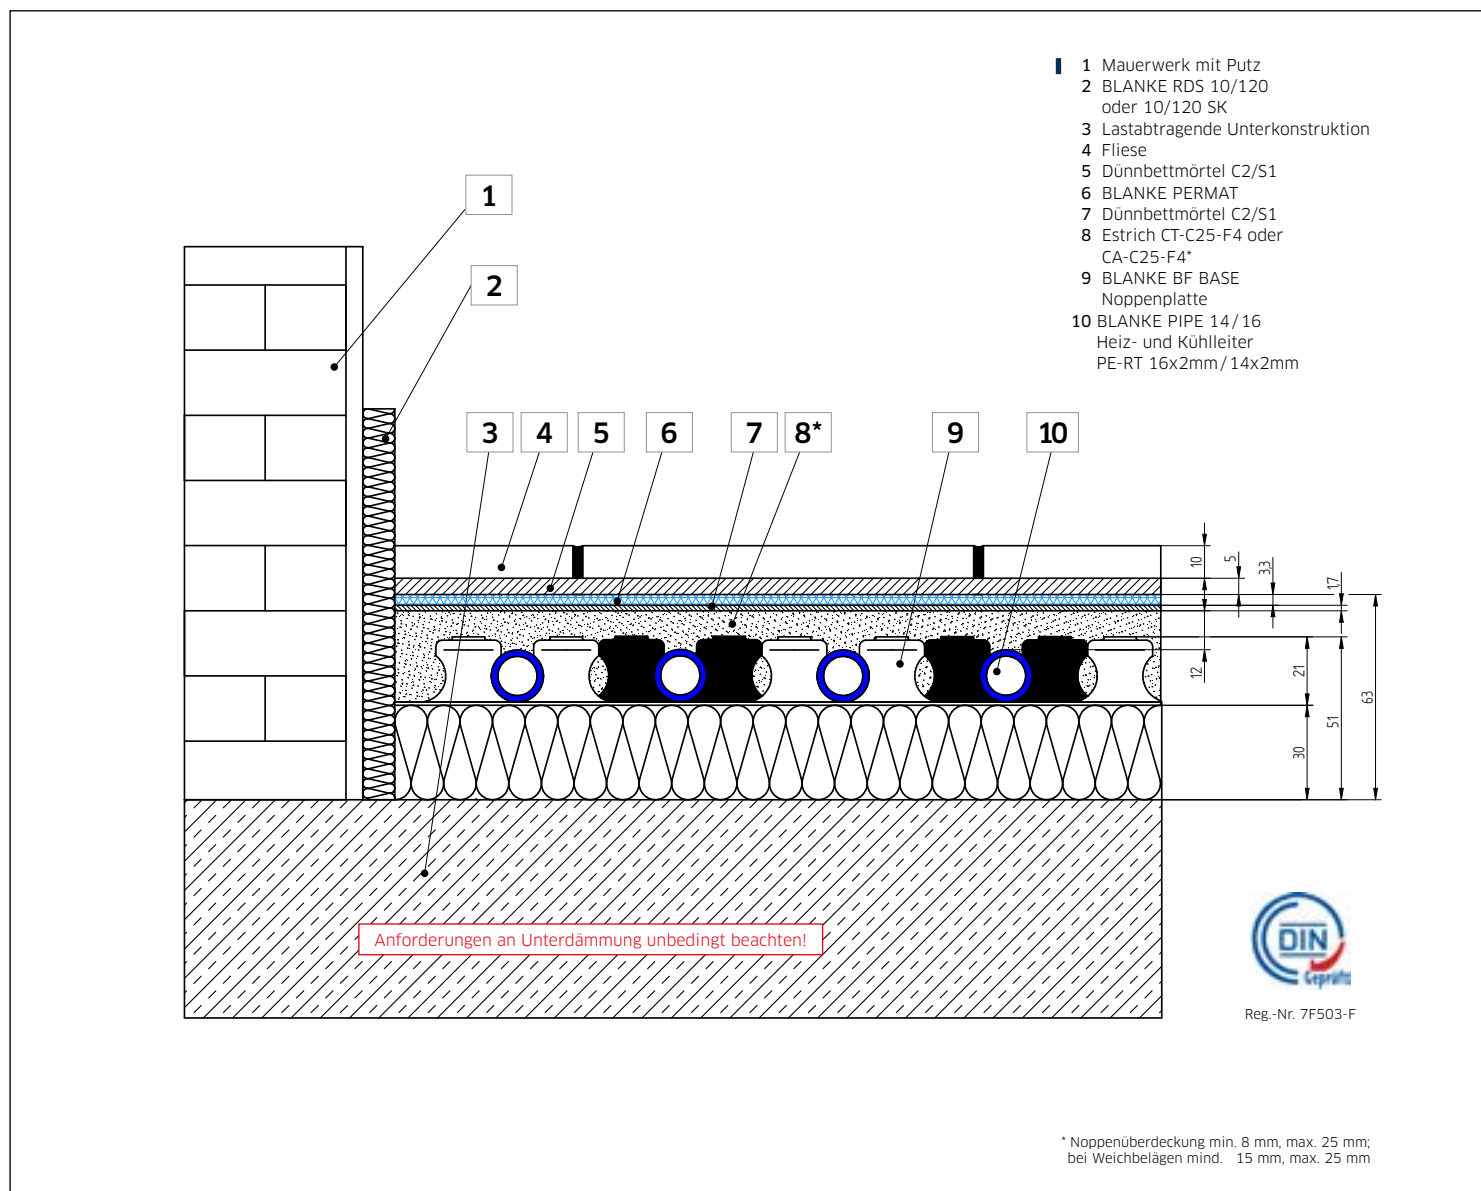 1 Mauerwerk mit Putz
2 BLANKE RDS 10/120
oder 10/120 SK
3 Lastabtragende Unterkonstruktion
4 Fliese
5 Dünnbettmörtel C2/S1
6 BLANKE PERMAT
7 Dünnbettmörtel C2/S1
8 Estrich CT-C25-F4 oder
CA-C25-F4*
9 BLANKE BF BASE
Noppenplatte
10 BLANKE PIPE 14/16
Heiz- und Kühlleiter
PE-RT 16x2mm/14x2mm
1
2
3 4 5 6 7 8* 9 10
10
5
3,3
1,7
12
21
30
51
63
Anforderungen an Unterdämmung unbedingt beachten!
DIN
Geprüft
Reg.-Nr. 7F503-F
* Noppenüberdeckung min. 8 mm, max. 25 mm;
bei Weichbelägen mind. 15 mm, max. 25 mm